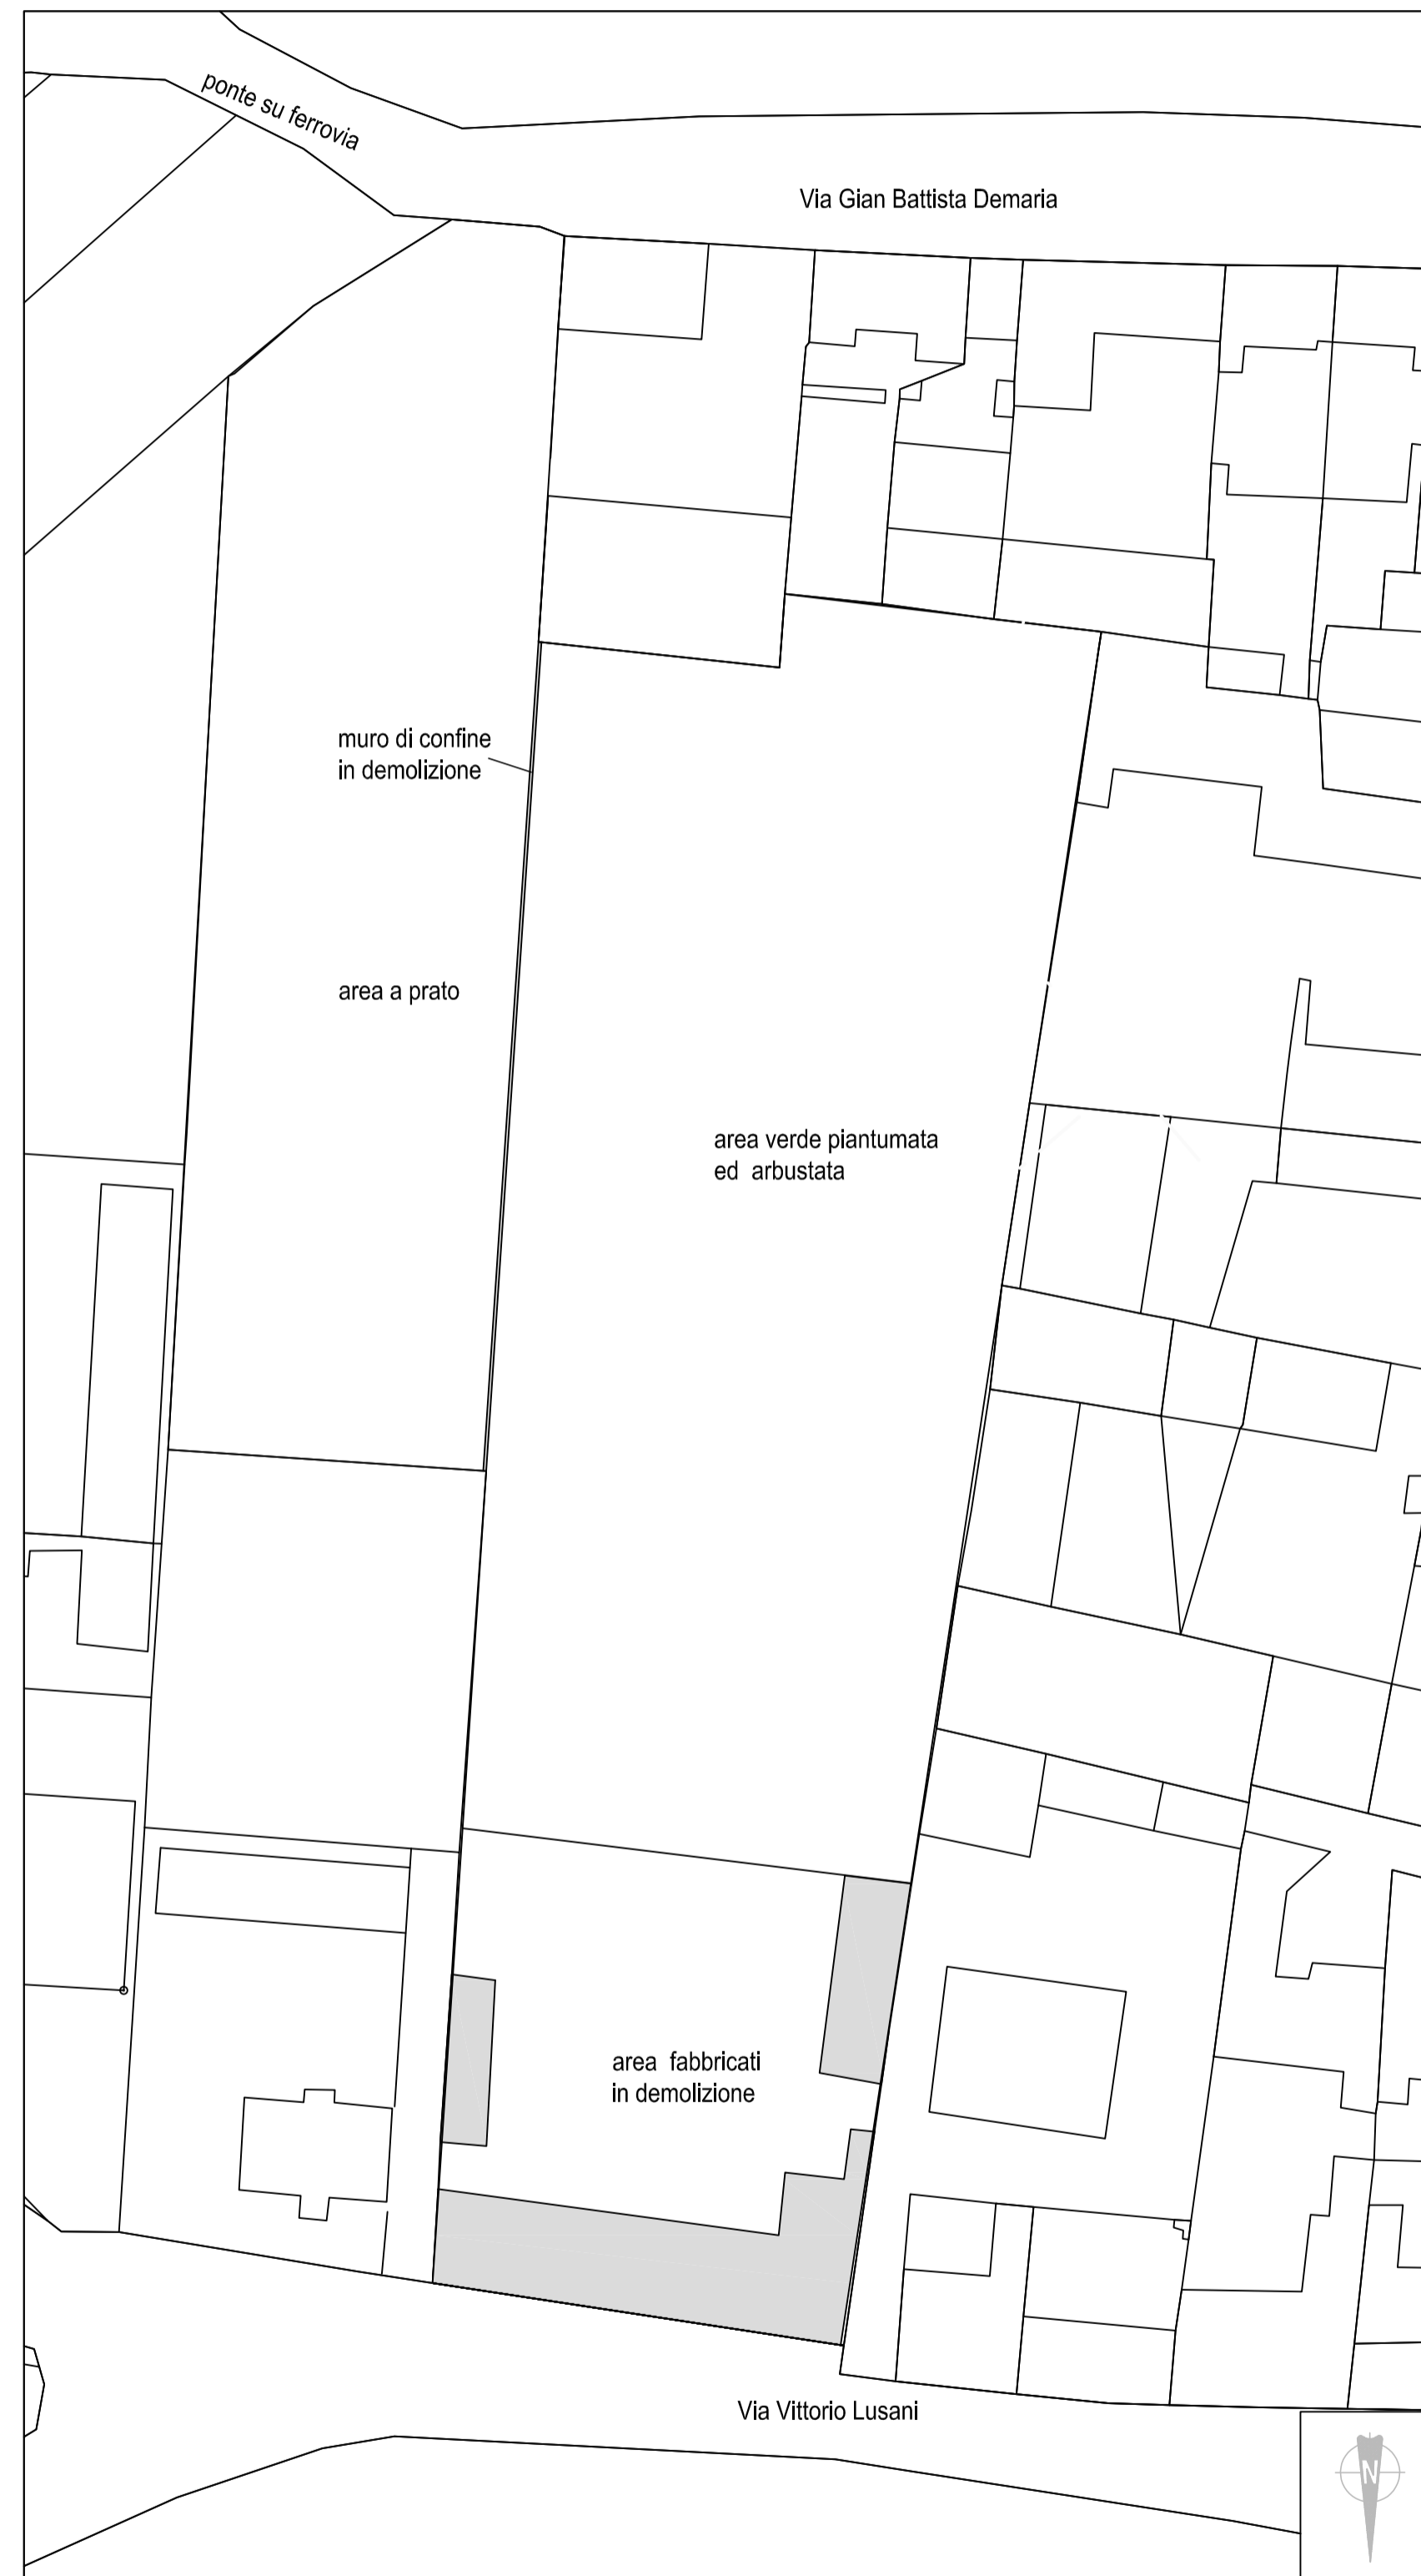 ponte su ferrovia
Via Gian Battista Demaria
muro di confine
in demolizione
area a prato
area verde piantumata
ed arbustata
area fabbricati
in demolizione
Via Vittorio Lusani
N